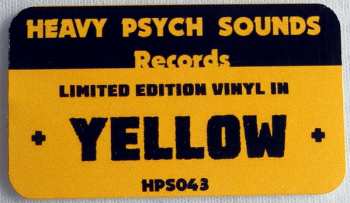 HEAVY PSYCH SOUNDS
Records
LIMITED EDITION VINYL IN
+ YELLOW +
HPS043